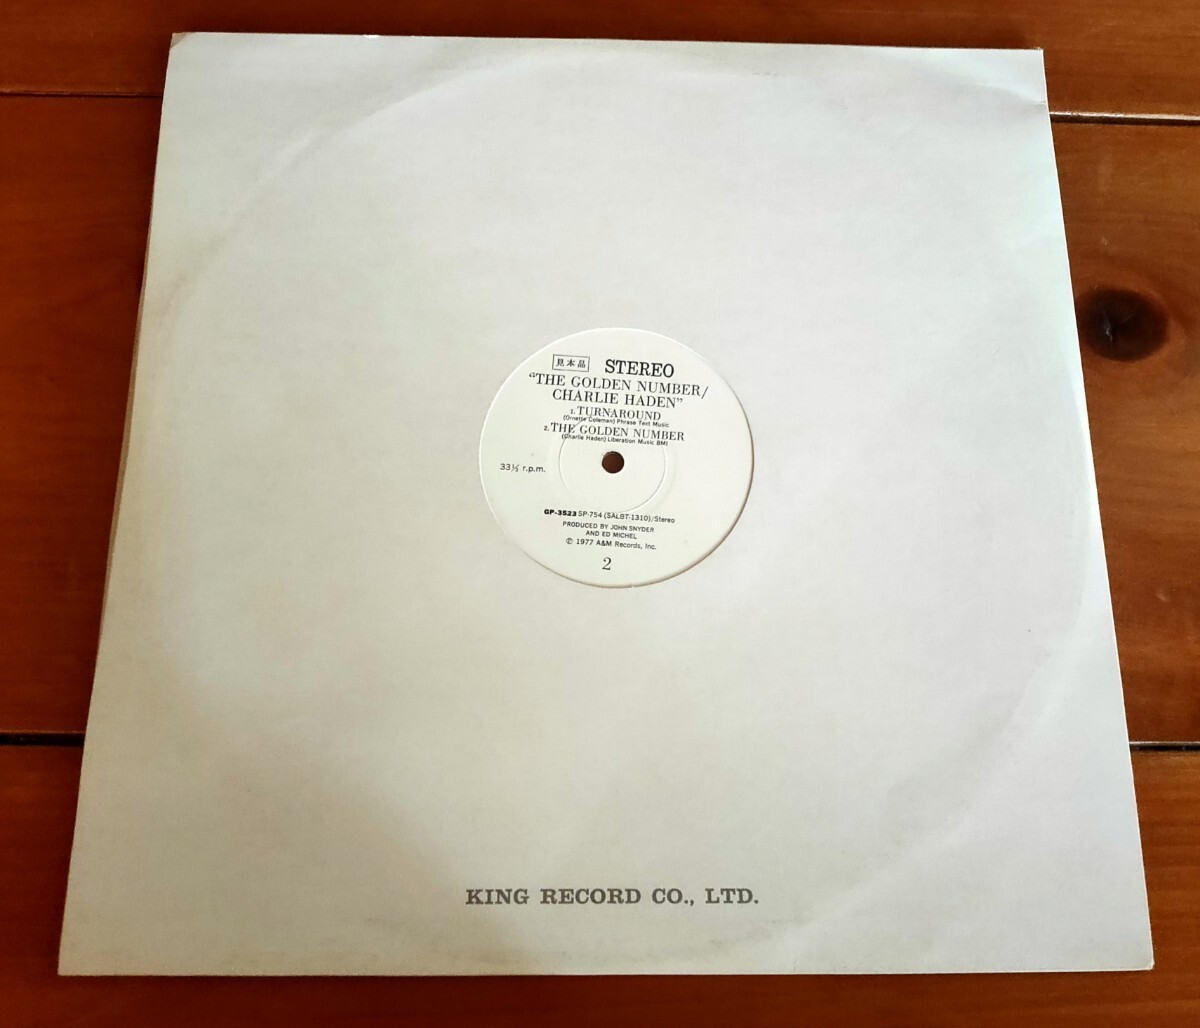 見本品 STEREO
"THE GOLDEN NUMBER/
CHARLIE HADEN"
1. TURNAROUND
(Ornette Coleman) Phrase Text Music
2. THE GOLDEN NUMBER
(Charlie Haden) Liberation Music BMI
33⅓ r.p.m.
GP-3523 SP-754 (SALBT-1310)/Stereo
PRODUCED BY JOHN SNYDER
AND ED MICHEL
℗ 1977 A&M Records, Inc.
2
KING RECORD CO., LTD.